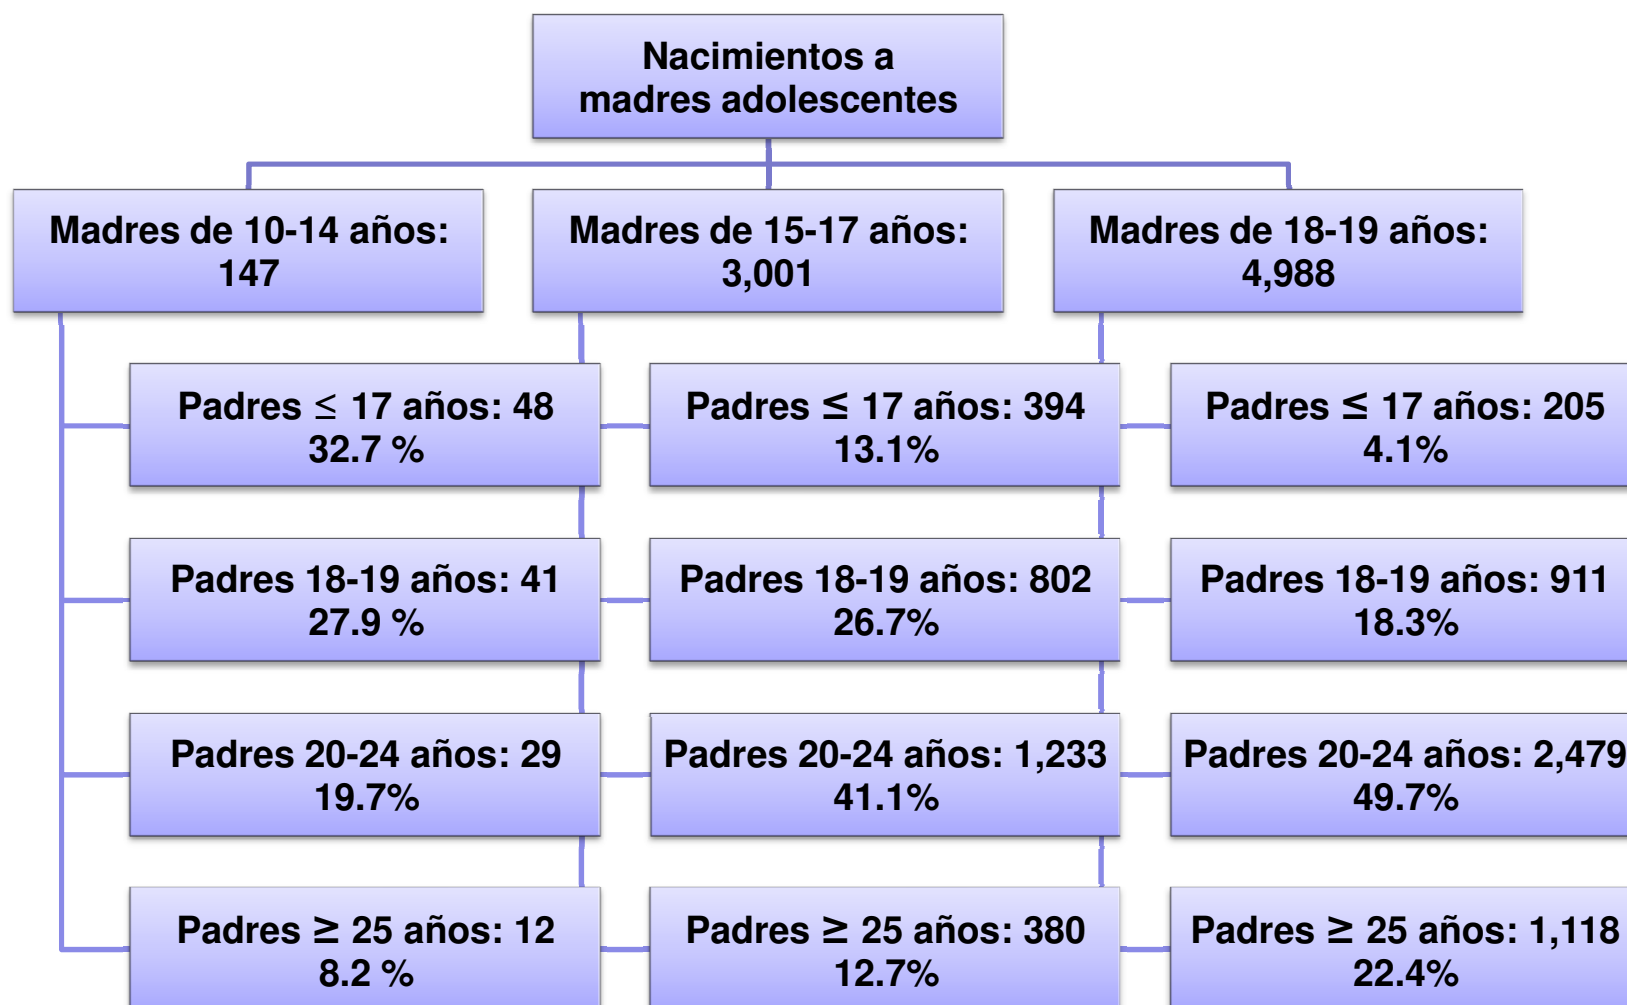 Nacimientos a
madres adolescentes
Madres de 10-14 años:
147
Madres de 15-17 años:
3,001
Madres de 18-19 años:
4,988
Padres ≤ 17 años: 48
32.7 %
Padres ≤ 17 años: 394
13.1%
Padres ≤ 17 años: 205
4.1%
Padres 18-19 años: 41
27.9 %
Padres 18-19 años: 802
26.7%
Padres 18-19 años: 911
18.3%
Padres 20-24 años: 29
19.7%
Padres 20-24 años: 1,233
41.1%
Padres 20-24 años: 2,479
49.7%
Padres ≥ 25 años: 12
8.2 %
Padres ≥ 25 años: 380
12.7%
Padres ≥ 25 años: 1,118
22.4%